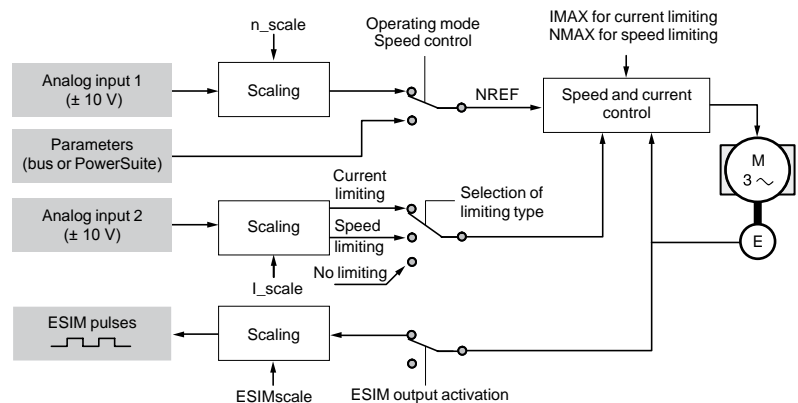 n_scale
Operating mode
Speed control
IMAX for current limiting
NMAX for speed limiting
Analog input 1
(± 10 V)
Scaling
NREF
Speed and current
control
Parameters
(bus or PowerSuite)
M
3 ~
Current
limiting
Selection of
limiting type
Analog input 2
(± 10 V)
Scaling
Speed
limiting
E
No limiting
I_scale
ESIM pulses
Scaling
ESIMscale
ESIM output activation